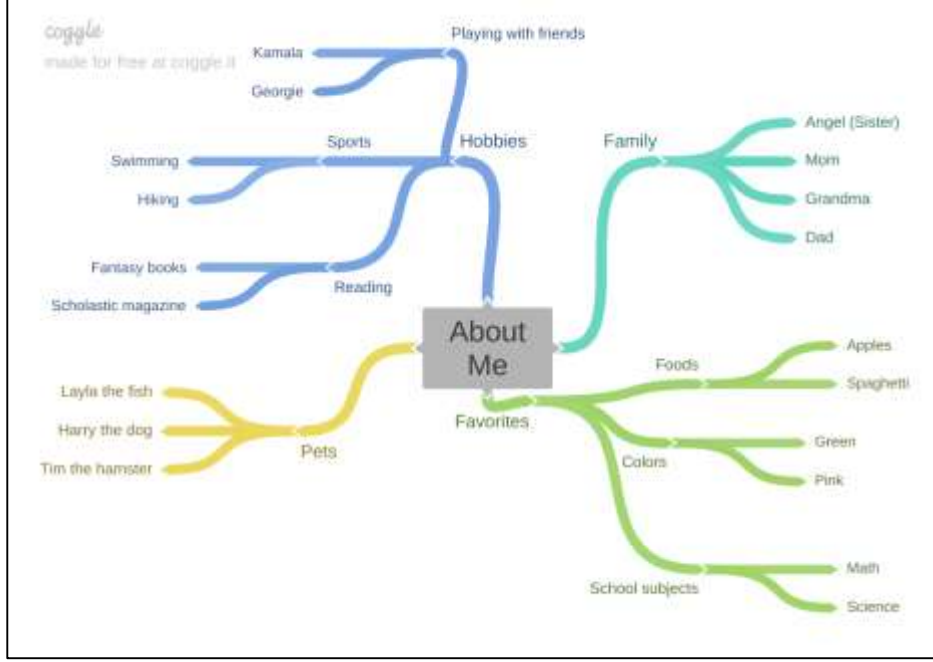 coggle
made for free at coggle.it
Playing with friends
Kamala
Georgie
Hobbies
Sports
Swimming
Hiking
Reading
Fantasy books
Scholastic magazine
Family
Angel (Sister)
Mom
Grandma
Dad
About
Me
Pets
Layla the fish
Harry the dog
Tim the hamster
Favorites
Foods
Apples
Spaghetti
Colors
Green
Pink
School subjects
Math
Science